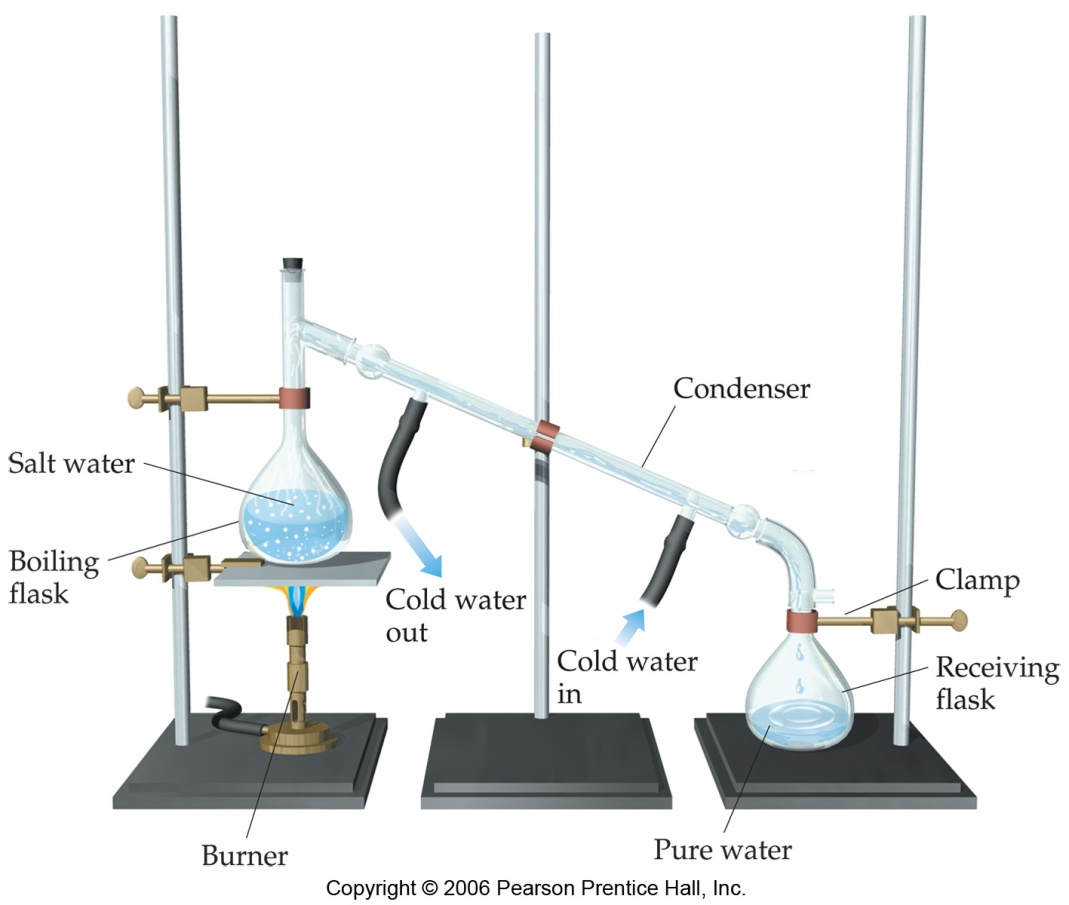 Condenser
Salt water
Boiling
flask
Cold water
out
Clamp
Cold water
in
Receiving
flask
Burner
Pure water
Copyright © 2006 Pearson Prentice Hall, Inc.